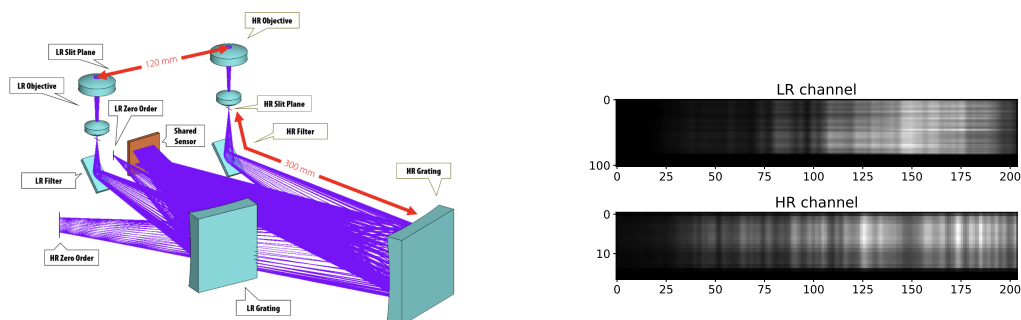 HR Objective
LR Slit Plane
120 mm
LR Objective
LR Zero Order
HR Slit Plane
Shared
Sensor
HR Filter
LR Filter
300 mm
HR Grating
HR Zero Order
LR Grating
LR channel
0
100
0 25 50 75 100 125 150 175 200
HR channel
0
10
0 25 50 75 100 125 150 175 200